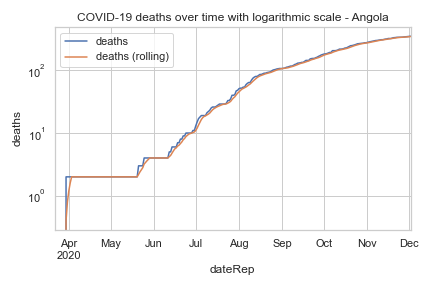 COVID-19 deaths over time with logarithmic scale - Angola
deaths
deaths (rolling)
10²
10¹
10⁰
deaths
Apr May Jun Jul Aug Sep Oct Nov Dec
2020
dateRep